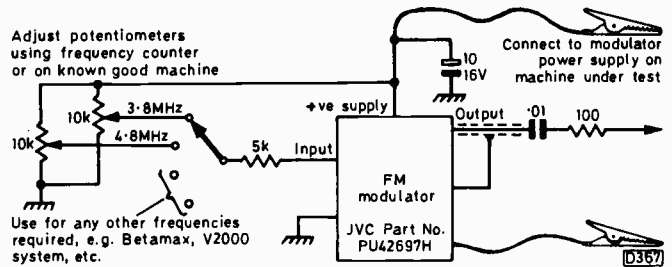 Adjust potentiometers
using frequency counter
or on known good machine
Connect to modulator
power supply on
machine under test
10
16V
+ve supply
Output
·01
100
10k
3·8MHz
10k
4·8MHz
5k
Input
FM
modulator
JVC Part No.
PU42697H
Use for any other frequencies
required, e.g. Betamax, V2000
system, etc.
D367